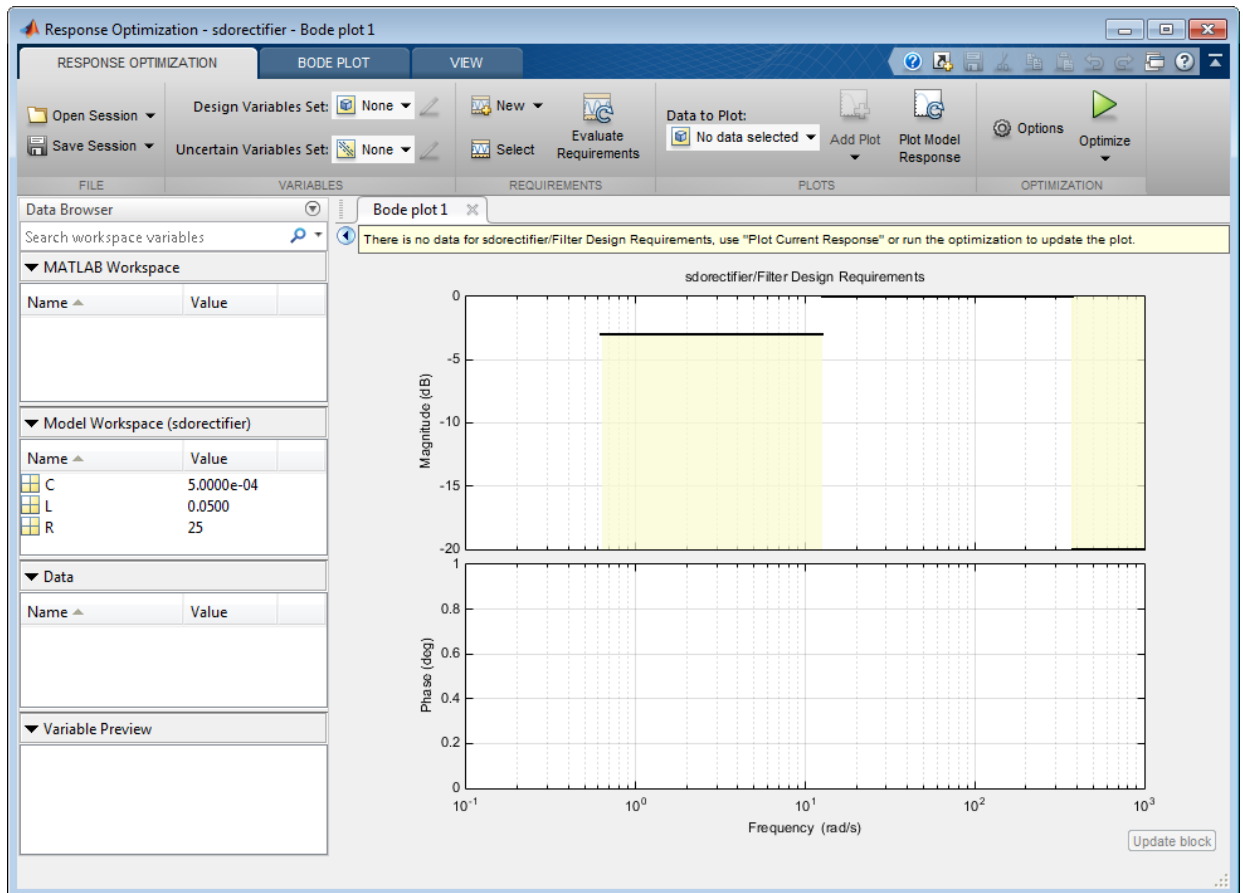 Response Optimization - sdorectifier - Bode plot 1
RESPONSE OPTIMIZATION
BODE PLOT
VIEW
Open Session
Save Session
Design Variables Set:
None
Uncertain Variables Set:
None
New
Select
Evaluate
Requirements
Data to Plot:
No data selected
Add Plot
Plot Model
Response
Options
Optimize
FILE
VARIABLES
REQUIREMENTS
PLOTS
OPTIMIZATION
Data Browser
Search workspace variables
MATLAB Workspace
Name
Value
Model Workspace (sdorectifier)
Name
Value
C
5.0000e-04
L
0.0500
R
25
Data
Name
Value
Variable Preview
Bode plot 1
There is no data for sdorectifier/Filter Design Requirements, use "Plot Current Response" or run the optimization to update the plot.
sdorectifier/Filter Design Requirements
Magnitude (dB)
0
-5
-10
-15
-20
Phase (deg)
1
0.8
0.6
0.4
0.2
0
10-1
100
101
102
103
Frequency (rad/s)
Update block